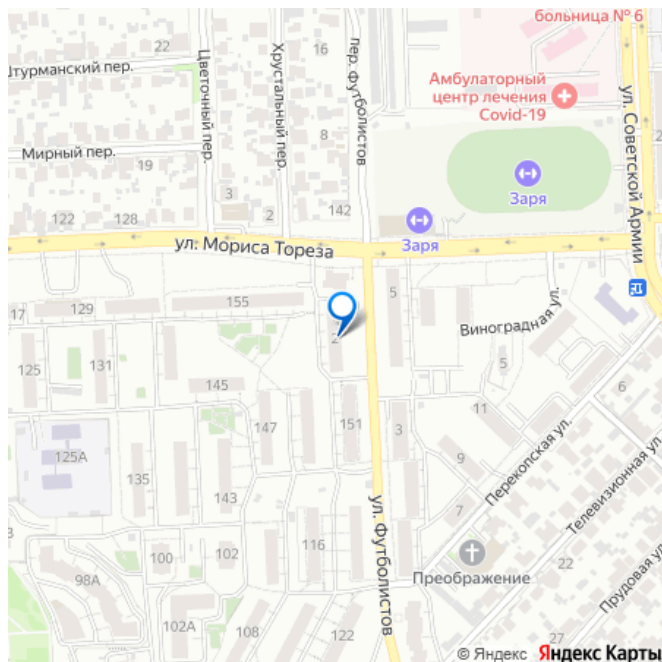 больница № 6
22
16
Штурманский пер.
Цветочный пер.
Хрустальный пер.
пер. Футболистов
Амбулаторный
центр лечения
Covid-19
ул. Советской Армии
8
Мирный пер.
19
3
2
142
Заря
Заря
122
128
ул. Мориса Тореза
155
129
17
5
Виноградная ул.
2
131
125
145
5
6
11
147
151
3
125А
135
143
9
Перекопская ул.
Телевизионная ул.
7
116
102
100
98А
ул. Футболистов
Преображение
22
Прудовая ул.
102А
108
122
27
© Яндекс Яндекс Карты